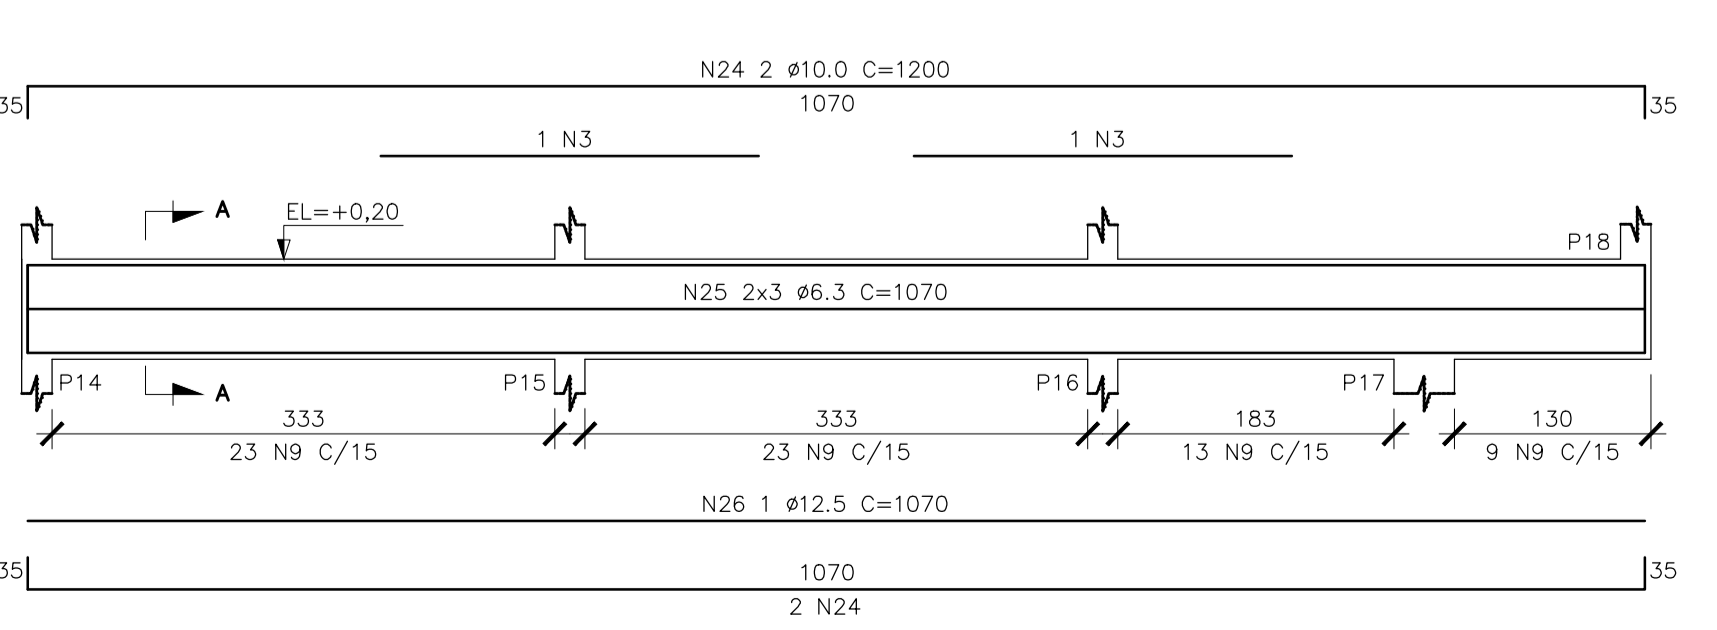 N24 2 ø10.0 C=1200
35
1070
35
1 N3
1 N3
A
EL=+0,20
P18
N25 2x3 ø6.3 C=1070
P14
A
P15
P16
P17
333
333
183
130
23 N9 C/15
23 N9 C/15
13 N9 C/15
9 N9 C/15
N26 1 ø12.5 C=1070
35
1070
35
2 N24